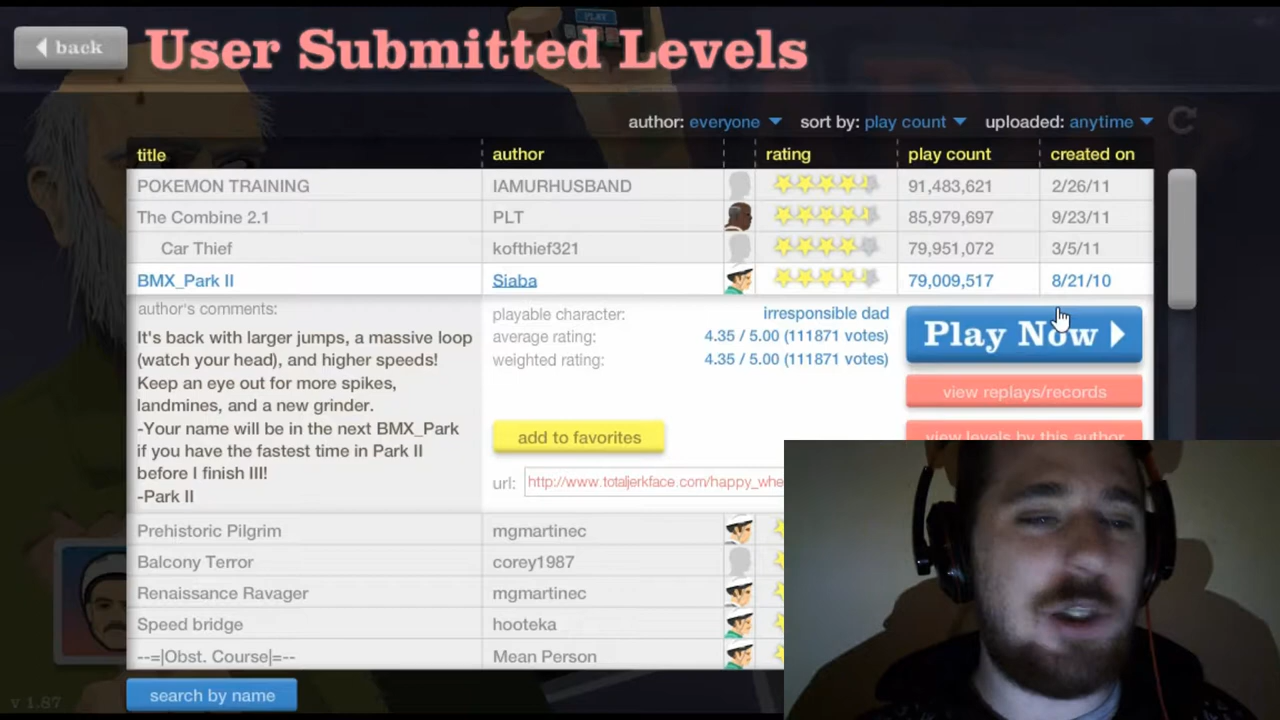 back
User Submitted Levels
author: everyone sort by: play count uploaded: anytime
title author rating play count created on
POKEMON TRAINING IAMURHUSBAND 91,483,621 2/26/11
The Combine 2.1 PLT 85,979,697 9/23/11
Car Thief kofthief321 79,951,072 3/5/11
BMX_Park II Siaba 79,009,517 8/21/10
author's comments:
It's back with larger jumps, a massive loop
(watch your head), and higher speeds!
Keep an eye out for more spikes,
landmines, and a new grinder.
-Your name will be in the next BMX_Park
if you have the fastest time in Park II
before I finish III!
-Park II
playable character: irresponsible dad
average rating: 4.35 / 5.00 (111871 votes)
weighted rating: 4.35 / 5.00 (111871 votes)
add to favorites
url: http://www.totaljerkface.com/happy_whe
Play Now
view replays/records
view levels by this author
Prehistoric Pilgrim mgmartinec
Balcony Terror corey1987
Renaissance Ravager mgmartinec
Speed bridge hooteka
--=|Obst. Course|=-- Mean Person
search by name
v 1.87